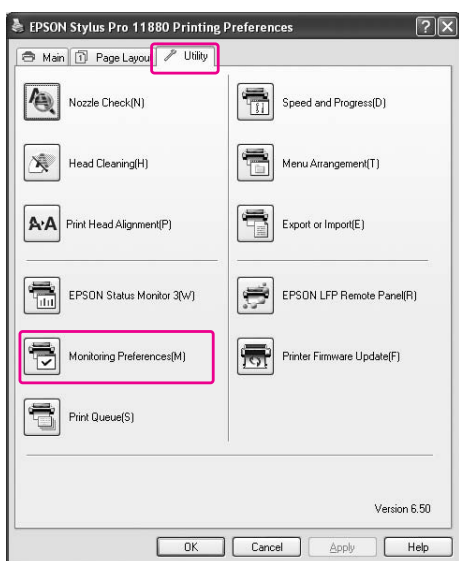 EPSON Stylus Pro 11880 Printing Preferences
Main Page Layou Utility
Nozzle Check(N)
Speed and Progress(D)
Head Cleaning(H)
Menu Arrangement(T)
A·A Print Head Alignment(P)
Export or Import(E)
EPSON Status Monitor 3(W)
EPSON LFP Remote Panel(R)
Monitoring Preferences(M)
Printer Firmware Update(F)
Print Queue(S)
Version 6.50
OK Cancel Apply Help